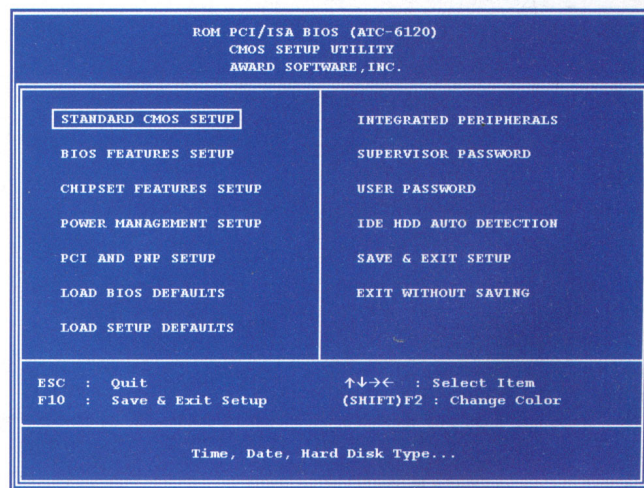 ROM PCI/ISA BIOS (ATC-6120)
CMOS SETUP UTILITY
AWARD SOFTWARE,INC.
STANDARD CMOS SETUP
BIOS FEATURES SETUP
CHIPSET FEATURES SETUP
POWER MANAGEMENT SETUP
PCI AND PNP SETUP
LOAD BIOS DEFAULTS
LOAD SETUP DEFAULTS
INTEGRATED PERIPHERALS
SUPERVISOR PASSWORD
USER PASSWORD
IDE HDD AUTO DETECTION
SAVE & EXIT SETUP
EXIT WITHOUT SAVING
ESC : Quit
F10 : Save & Exit Setup
↑↓→← : Select Item
(SHIFT)F2 : Change Color
Time, Date, Hard Disk Type...